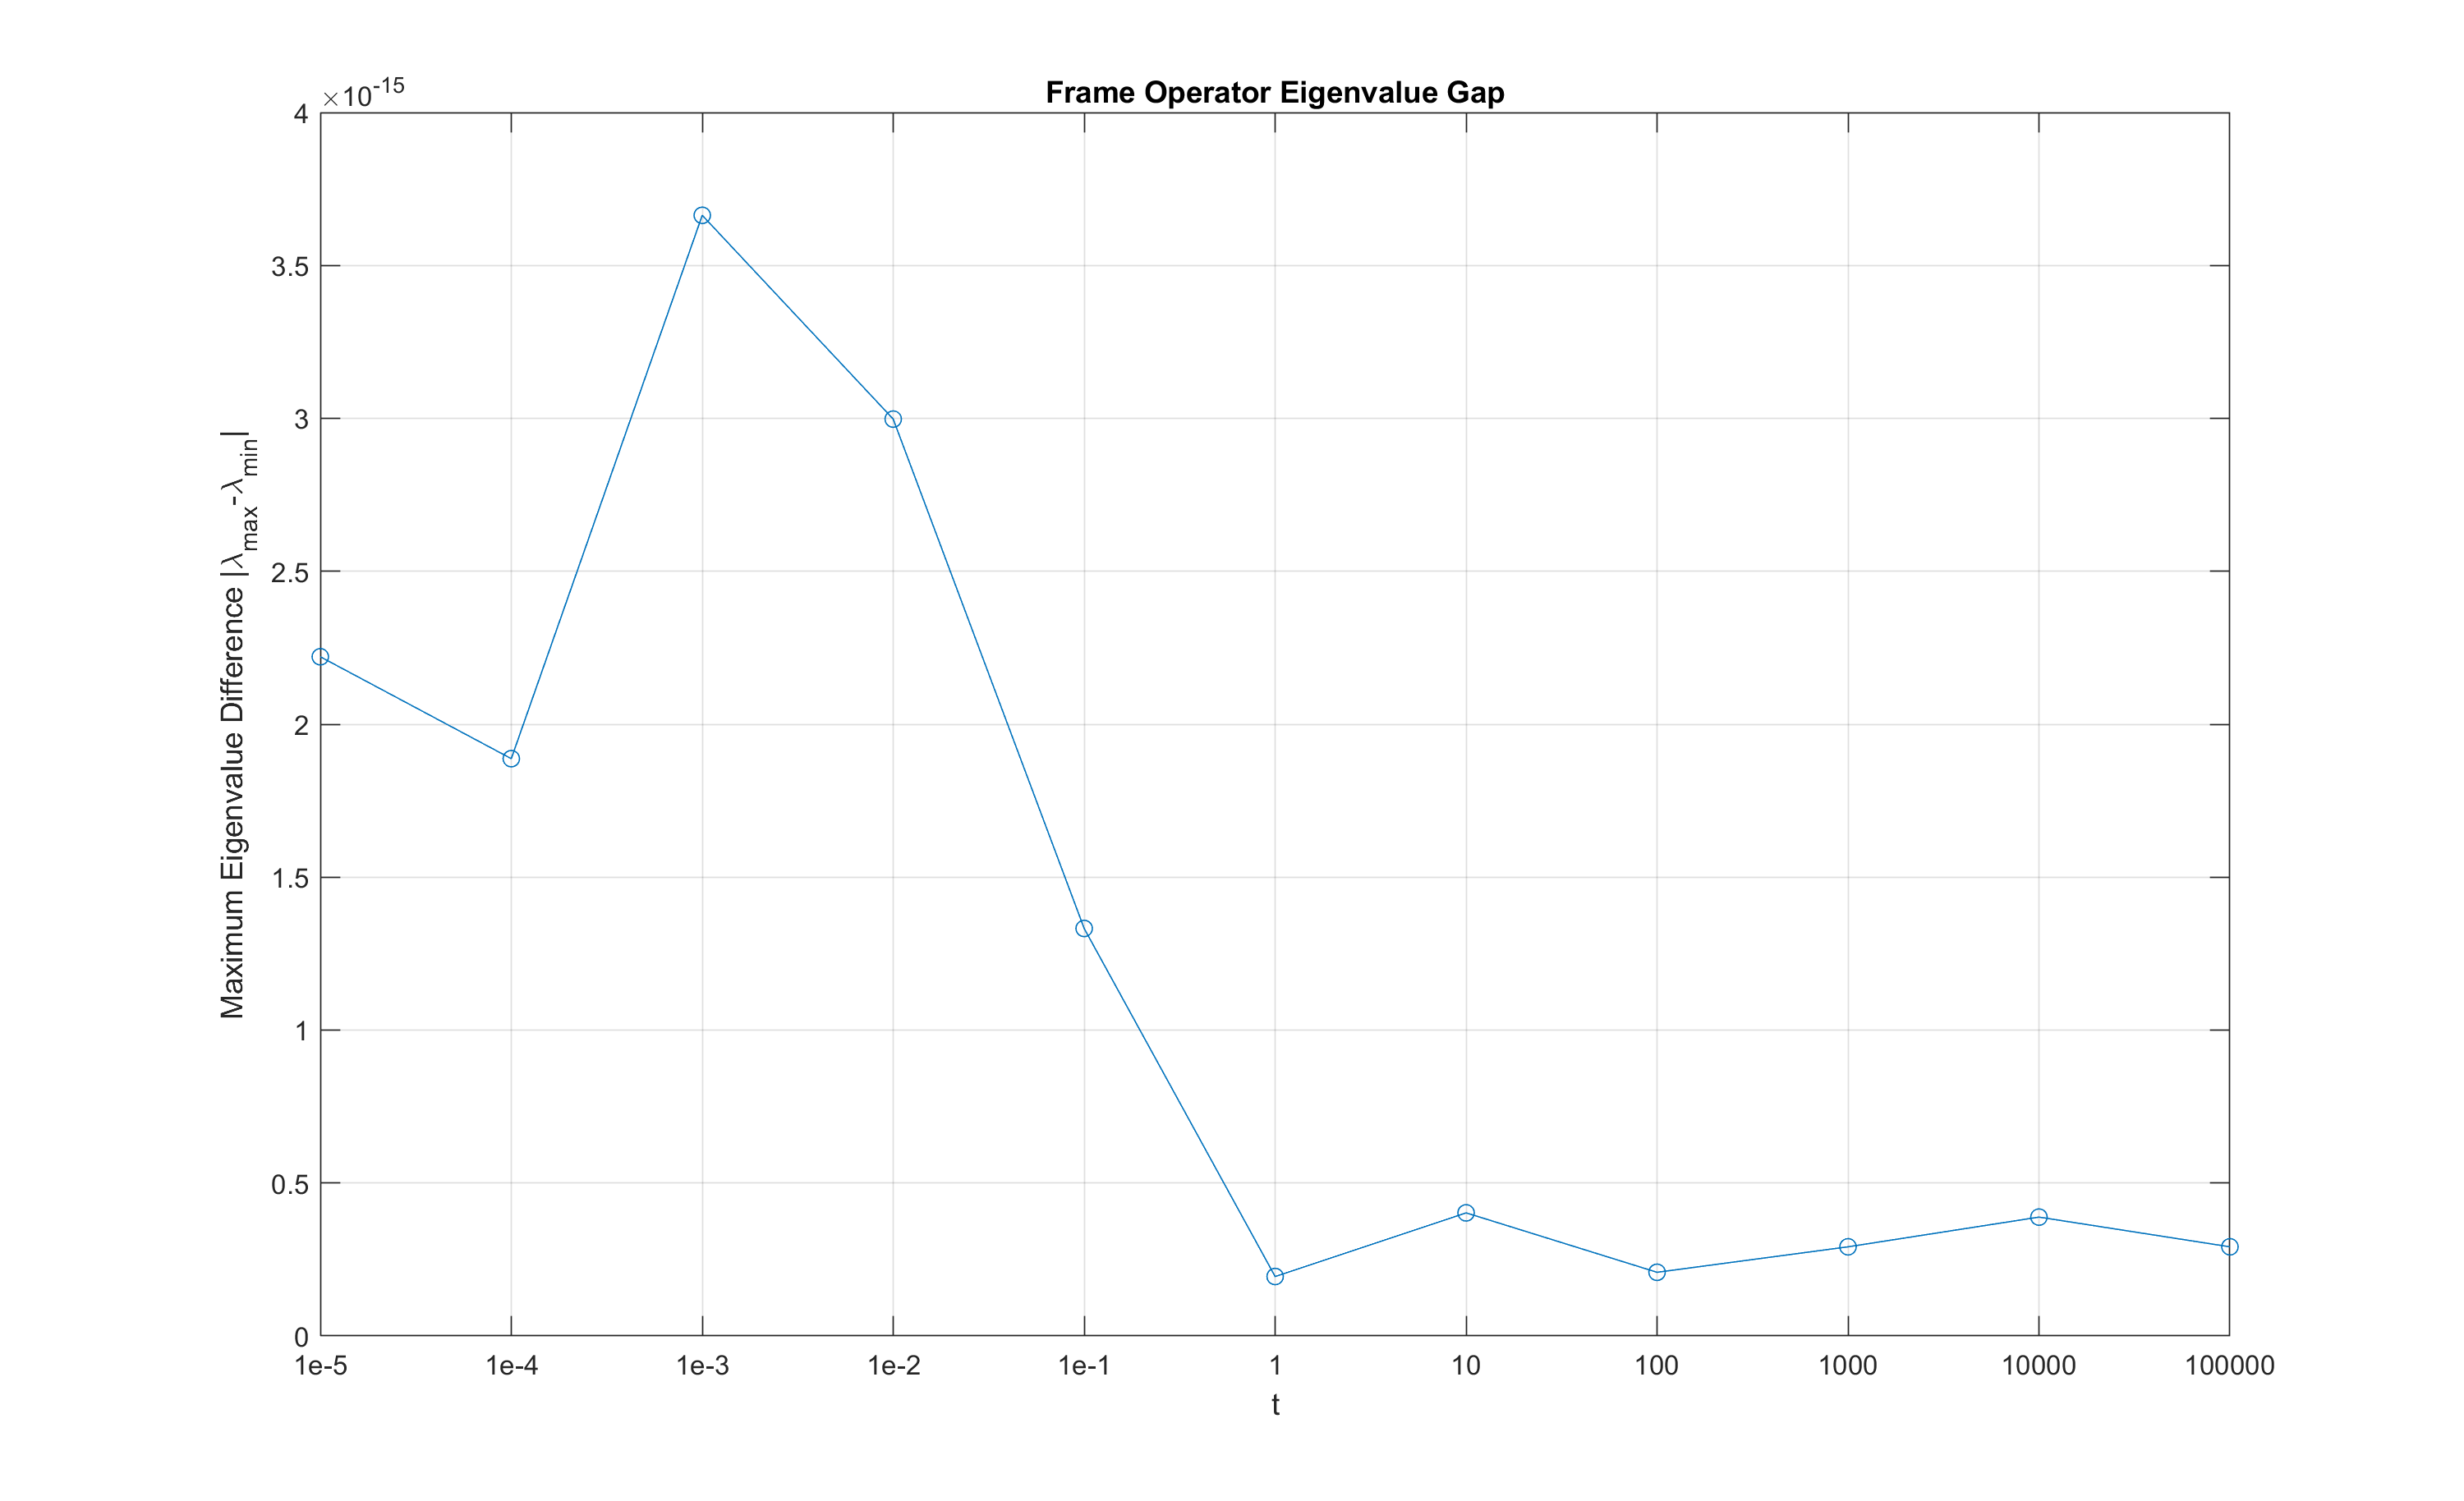 Frame Operator Eigenvalue Gap
×10^-15
4
3.5
3
2.5
2
1.5
1
0.5
0
Maximum Eigenvalue Difference |λ_max-λ_min|
1e-5 1e-4 1e-3 1e-2 1e-1 1 10 100 1000 10000 100000
t